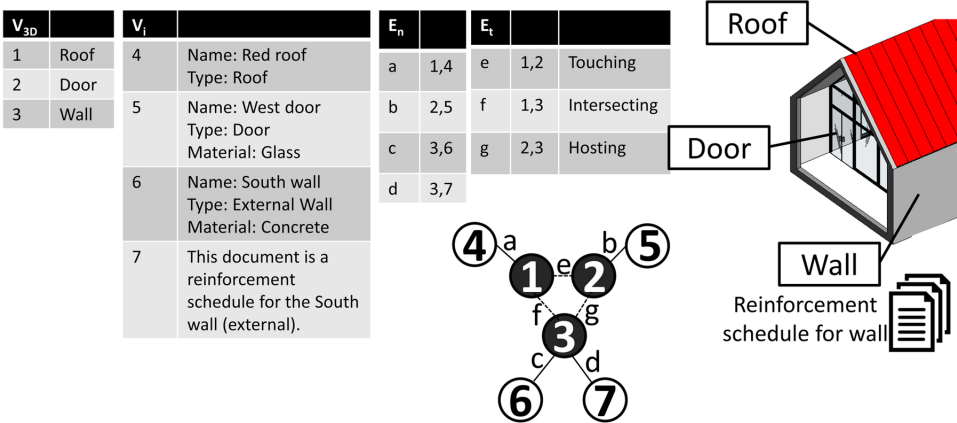 V3D
1 Roof
2 Door
3 Wall
Vi
4 Name: Red roof
Type: Roof
5 Name: West door
Type: Door
Material: Glass
6 Name: South wall
Type: External Wall
Material: Concrete
7 This document is a
reinforcement
schedule for the South
wall (external).
En
a 1,4
b 2,5
c 3,6
d 3,7
Et
e 1,2 Touching
f 1,3 Intersecting
g 2,3 Hosting
4 a b 5
1 e 2
f g
3
c d
6 7
Roof
Door
Wall
Reinforcement
schedule for wall